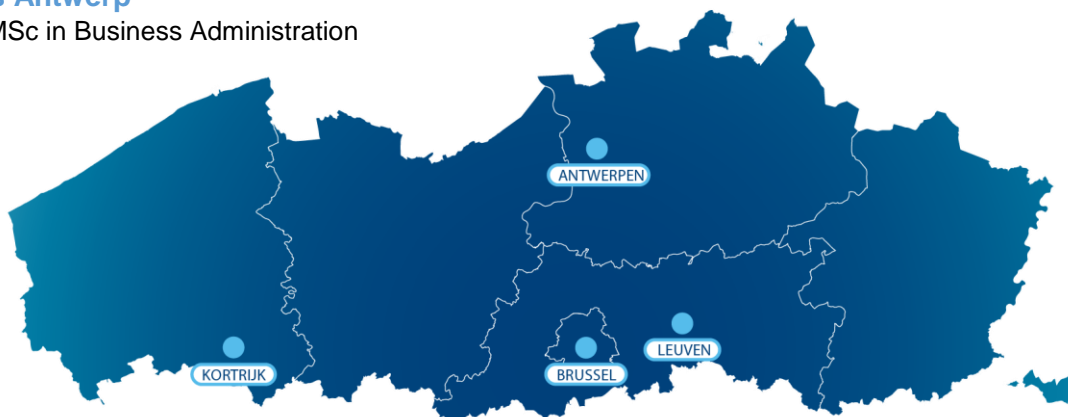 Antwerp
MSc in Business Administration
ANTWERPEN
KORTRIJK
BRUSSEL
LEUVEN